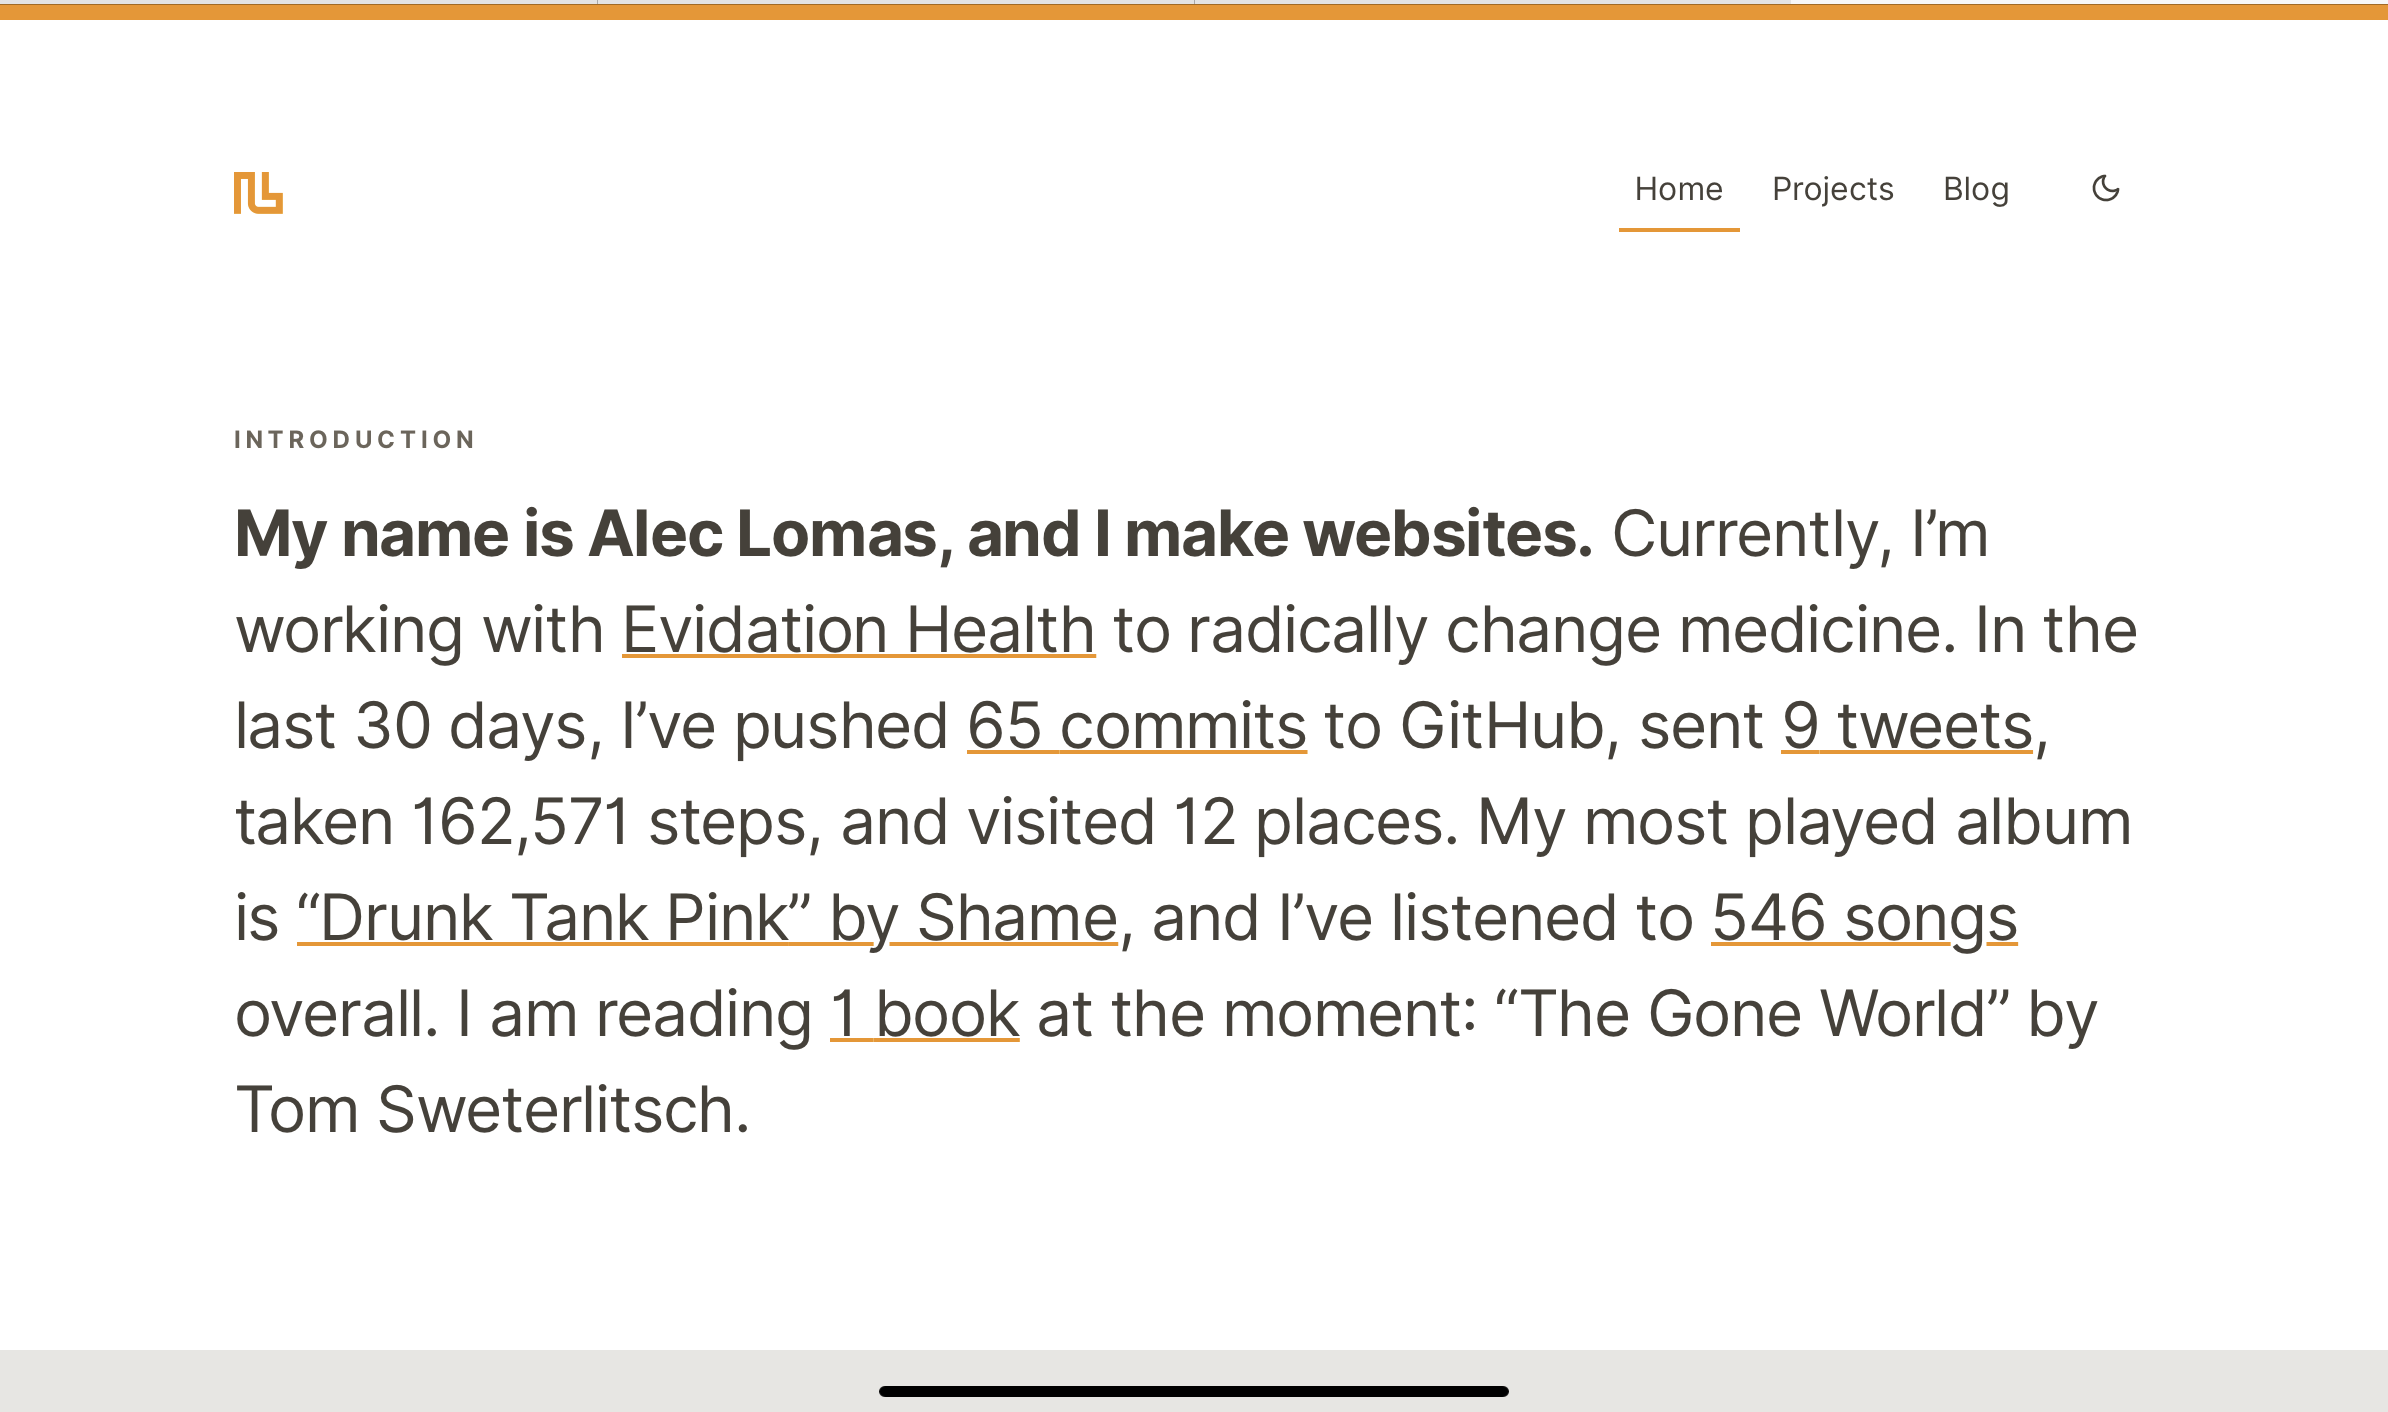 Home Projects Blog
INTRODUCTION
My name is Alec Lomas, and I make websites. Currently, I’m
working with Evidation Health to radically change medicine. In the
last 30 days, I’ve pushed 65 commits to GitHub, sent 9 tweets,
taken 162,571 steps, and visited 12 places. My most played album
is “Drunk Tank Pink” by Shame, and I’ve listened to 546 songs
overall. I am reading 1 book at the moment: “The Gone World” by
Tom Sweterlitsch.